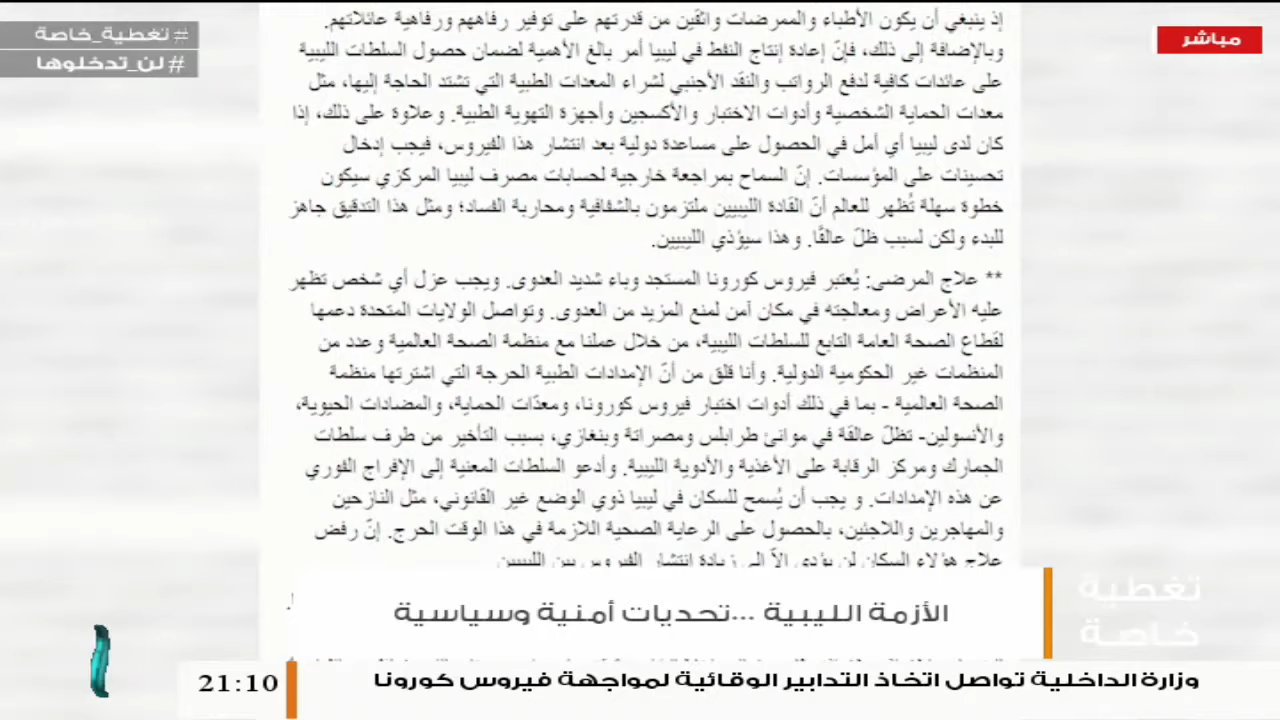 #تغطية_خاصة
#لن_تدخلوها
مباشر
إذ ينبغي أن يكون الأطباء والممرضات واثقين من قدرتهم على توفير رفاههم ورفاهية عائلاتهم.
وبالإضافة إلى ذلك، فإنّ إعادة إنتاج النفط في ليبيا أمر بالغ الأهمية لضمان حصول السلطات الليبية
على عائدات كافية لدفع الرواتب والنقد الأجنبي لشراء المعدات الطبية التي تشتد الحاجة إليها، مثل
معدات الحماية الشخصية وأدوات الاختبار والأكسجين وأجهزة التهوية الطبية. وعلاوة على ذلك، إذا
كان لدى ليبيا أي أمل في الحصول على مساعدة دولية بعد انتشار هذا الفيروس، فيجب إدخال
تحسينات على المؤسسات. إنّ السماح بمراجعة خارجية لحسابات مصرف ليبيا المركزي سيكون
خطوة سهلة تُظهر للعالم أنّ القادة الليبيين ملتزمون بالشفافية ومحاربة الفساد؛ ومثل هذا التدقيق جاهز
للبدء ولكن لسبب ظلّ عالقًا. وهذا سيؤذي الليبيين.
** علاج المرضى: يُعتبر فيروس كورونا المستجد وباء شديد العدوى. ويجب عزل أي شخص تظهر
عليه الأعراض ومعالجته في مكان آمن لمنع المزيد من العدوى. وتواصل الولايات المتحدة دعمها
لقطاع الصحة العامة التابع للسلطات الليبية، من خلال عملنا مع منظمة الصحة العالمية وعدد من
المنظمات غير الحكومية الدولية. وأنا قلق من أنّ الإمدادات الطبية الحرجة التي اشترتها منظمة
الصحة العالمية - بما في ذلك أدوات اختبار فيروس كورونا، ومعدّات الحماية، والمضادات الحيوية،
والأنسولين- تظلّ عالقة في موانئ طرابلس ومصراتة وبنغازي، بسبب التأخير من طرف سلطات
الجمارك ومركز الرقابة على الأغذية والأدوية الليبية. وأدعو السلطات المعنية إلى الإفراج الفوري
عن هذه الإمدادات. و يجب أن يُسمح للسكان في ليبيا ذوي الوضع غير القانوني، مثل النازحين
والمهاجرين واللاجئين، بالحصول على الرعاية الصحية اللازمة في هذا الوقت الحرج. إنّ رفض
علاج هؤلاء السكان لن يؤدي الآ إلى زيادة انتشار الفيروس بين الليبيين
تغطية
خاصة
الأزمة الليبية ...تحديات أمنية وسياسية
وزارة الداخلية تواصل اتخاذ التدابير الوقائية لمواجهة فيروس كورونا
21:10